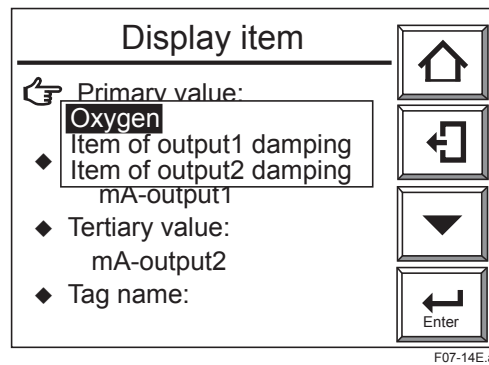 Display item
Primary value:
Oxygen
Item of output1 damping
Item of output2 damping
mA-output1
Tertiary value:
mA-output2
Tag name:
Enter
F07-14E.